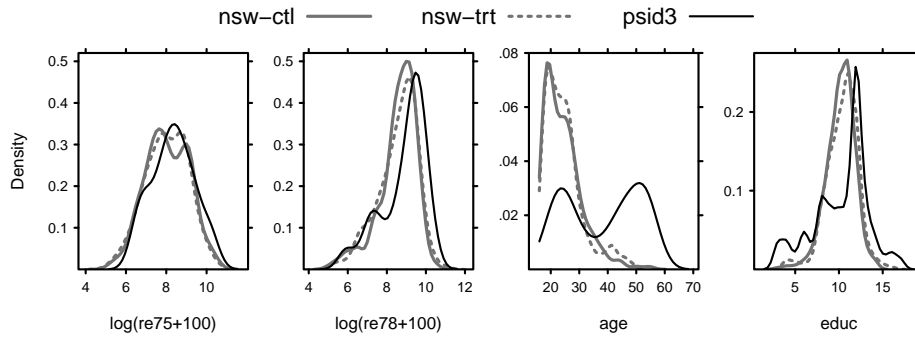 nsw-ctl nsw-trt psid3
Density
0.1
0.2
0.3
0.4
0.5
4 6 8 10
log(re75+100)
0.1
0.2
0.3
0.4
0.5
4 6 8 10 12
log(re78+100)
.02
.04
.06
.08
20 30 40 50 60 70
age
0.1
0.2
5 10 15
educ